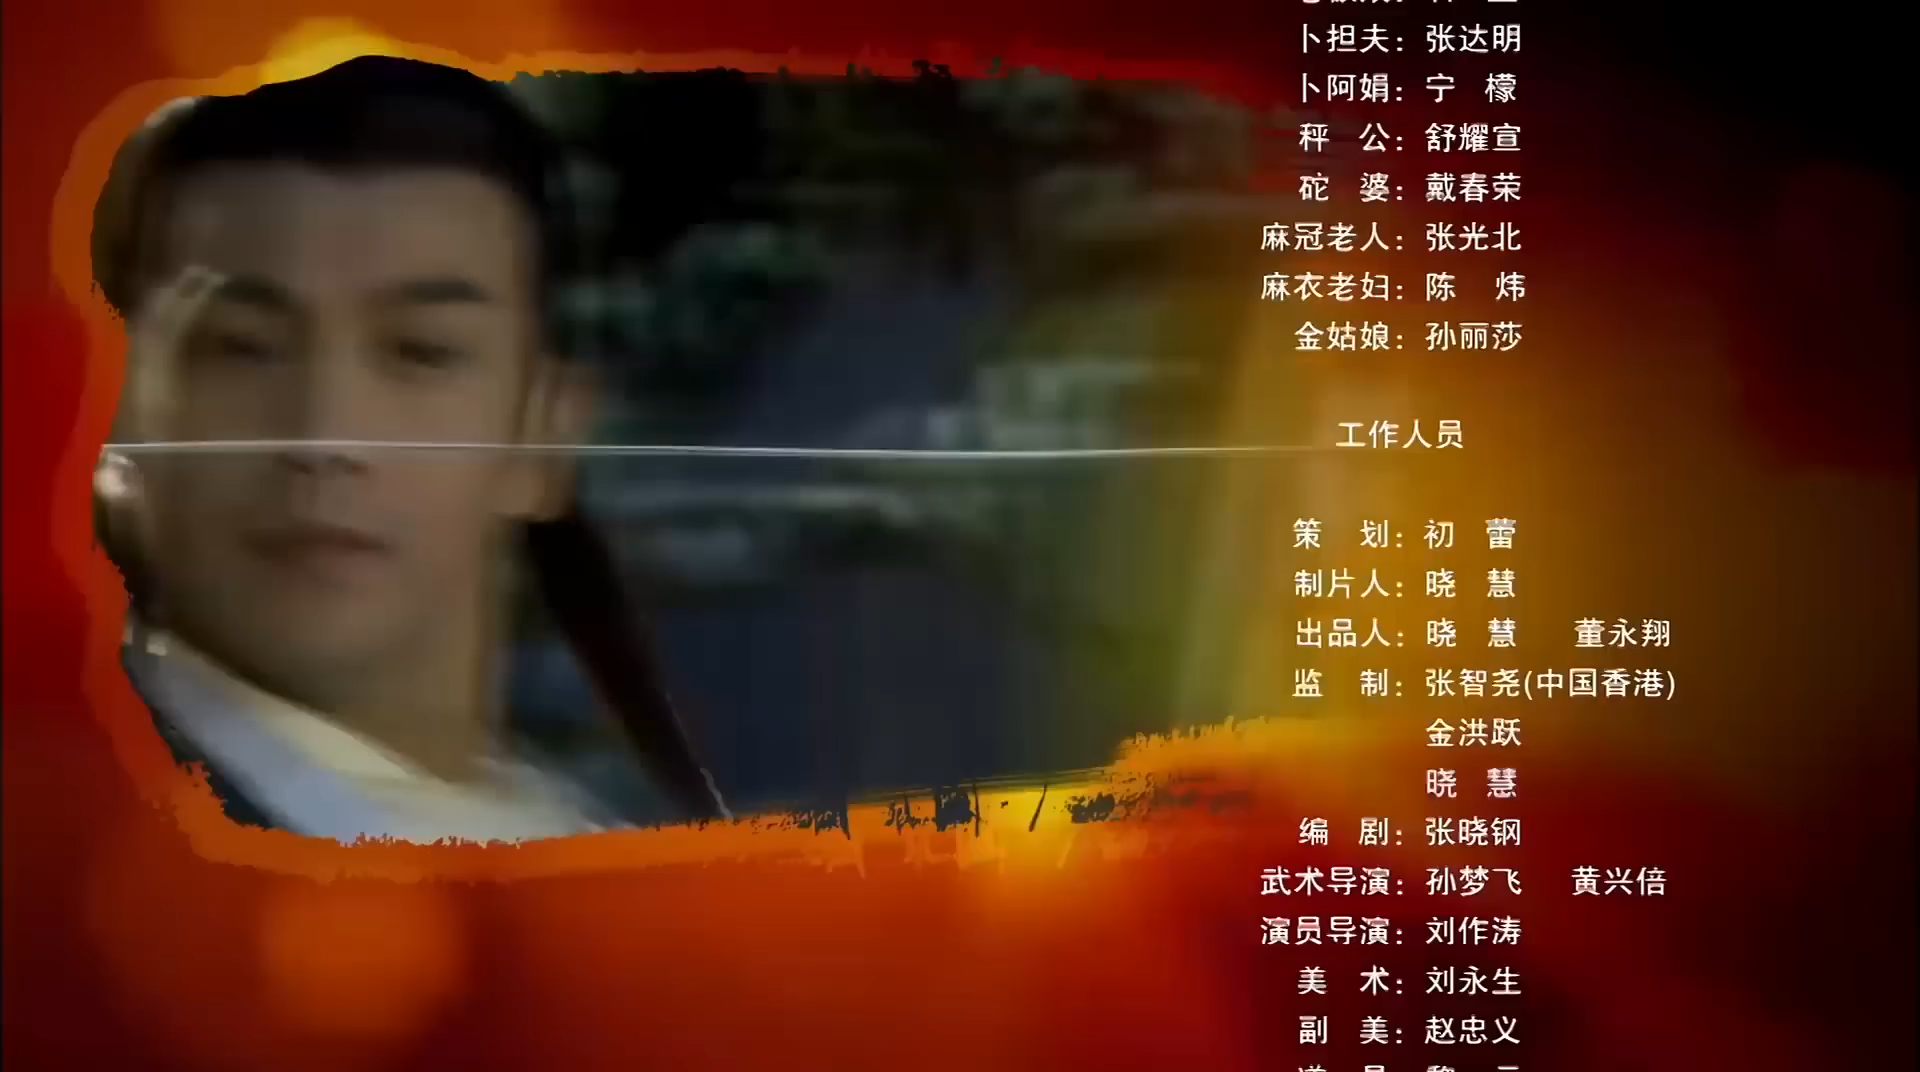 卜担夫：张达明
卜阿娟：宁 檬
秤 公：舒耀宣
砣 婆：戴春荣
麻冠老人：张光北
麻衣老妇：陈 炜
金姑娘：孙丽莎
工作人员
策 划：初 蕾
制片人：晓 慧
出品人：晓 慧 董永翔
监 制：张智尧(中国香港)
金洪跃
晓 慧
编 剧：张晓钢
武术导演：孙梦飞 黄兴倍
演员导演：刘作涛
美 术：刘永生
副 美：赵忠义